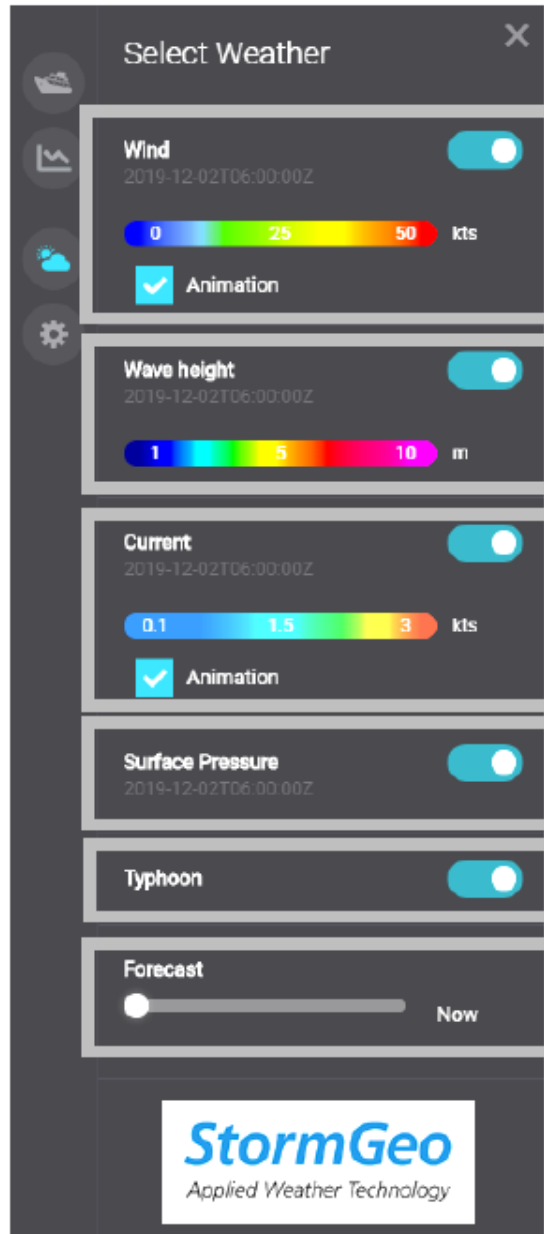 Select Weather
Wind
2019-12-02T06:00:00Z
0 25 50 kts
Animation
Wave height
2019-12-02T06:00:00Z
1 5 10 m
Current
2019-12-02T06:00:00Z
0.1 1.5 3 kts
Animation
Surface Pressure
2019-12-02T06:00:00Z
Typhoon
Forecast
Now
StormGeo
Applied Weather Technology